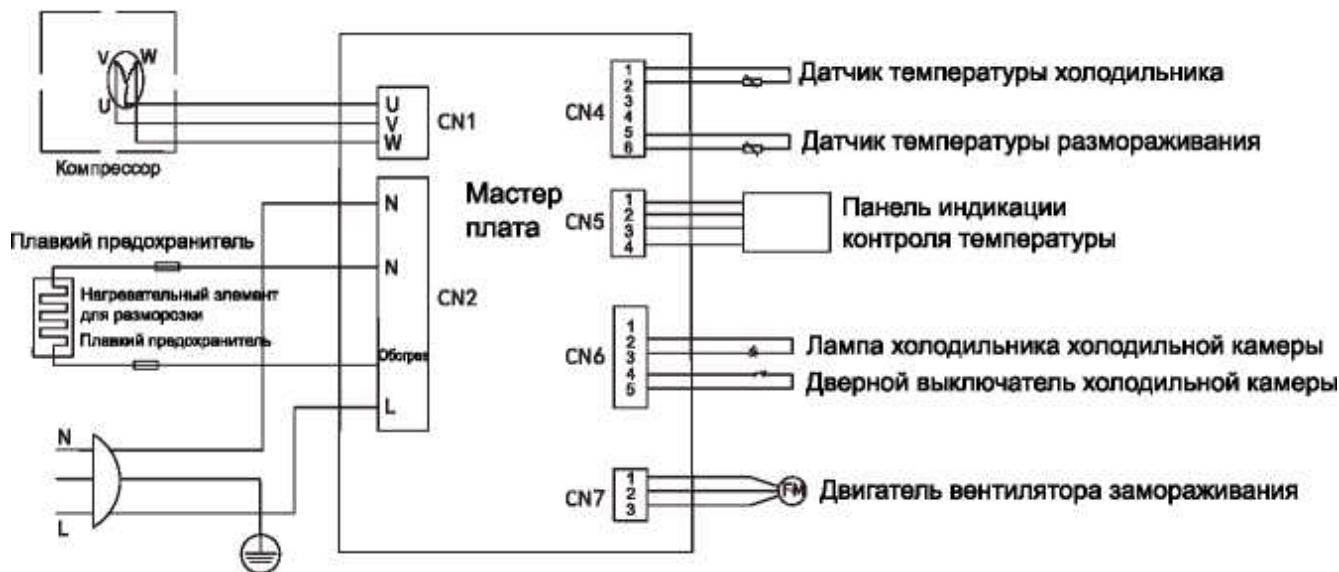 V W
U
Компрессор
U
V
W
CN1
Плавкий предохранитель
Нагревательный элемент
для разморозки
Плавкий предохранитель
N
N
Обогрев
L
CN2
N
L
Мастер
плата
CN4
1
2
3
4
5
6
Датчик температуры холодильника
Датчик температуры размораживания
CN5
1
2
3
4
Панель индикации
контроля температуры
CN6
1
2
3
4
5
Лампа холодильника холодильной камеры
Дверной выключатель холодильной камеры
CN7
1
2
3
FM
Двигатель вентилятора замораживания